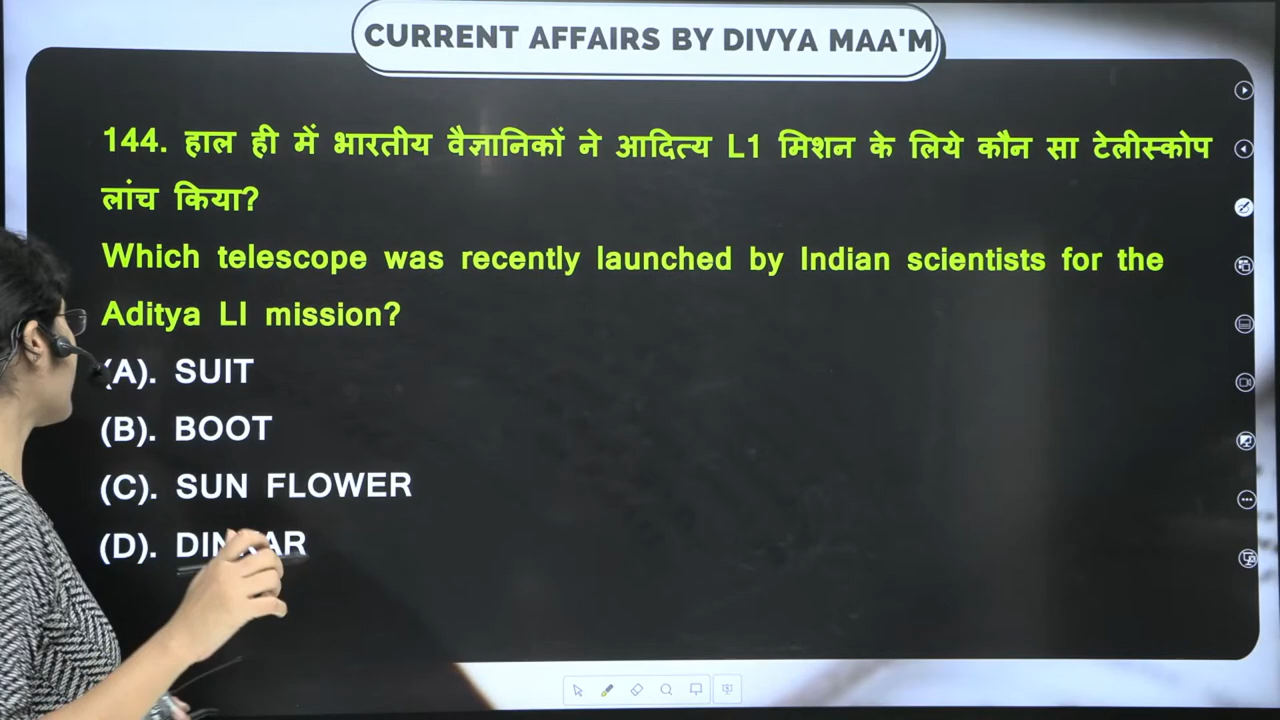 CURRENT AFFAIRS BY DIVYA MAA'M
144. हाल ही में भारतीय वैज्ञानिकों ने आदित्य L1 मिशन के लिये कौन सा टेलीस्कोप
लांच किया?
Which telescope was recently launched by Indian scientists for the
Aditya LI mission?
(A). SUIT
(B). BOOT
(C). SUN FLOWER
(D). DINKAR